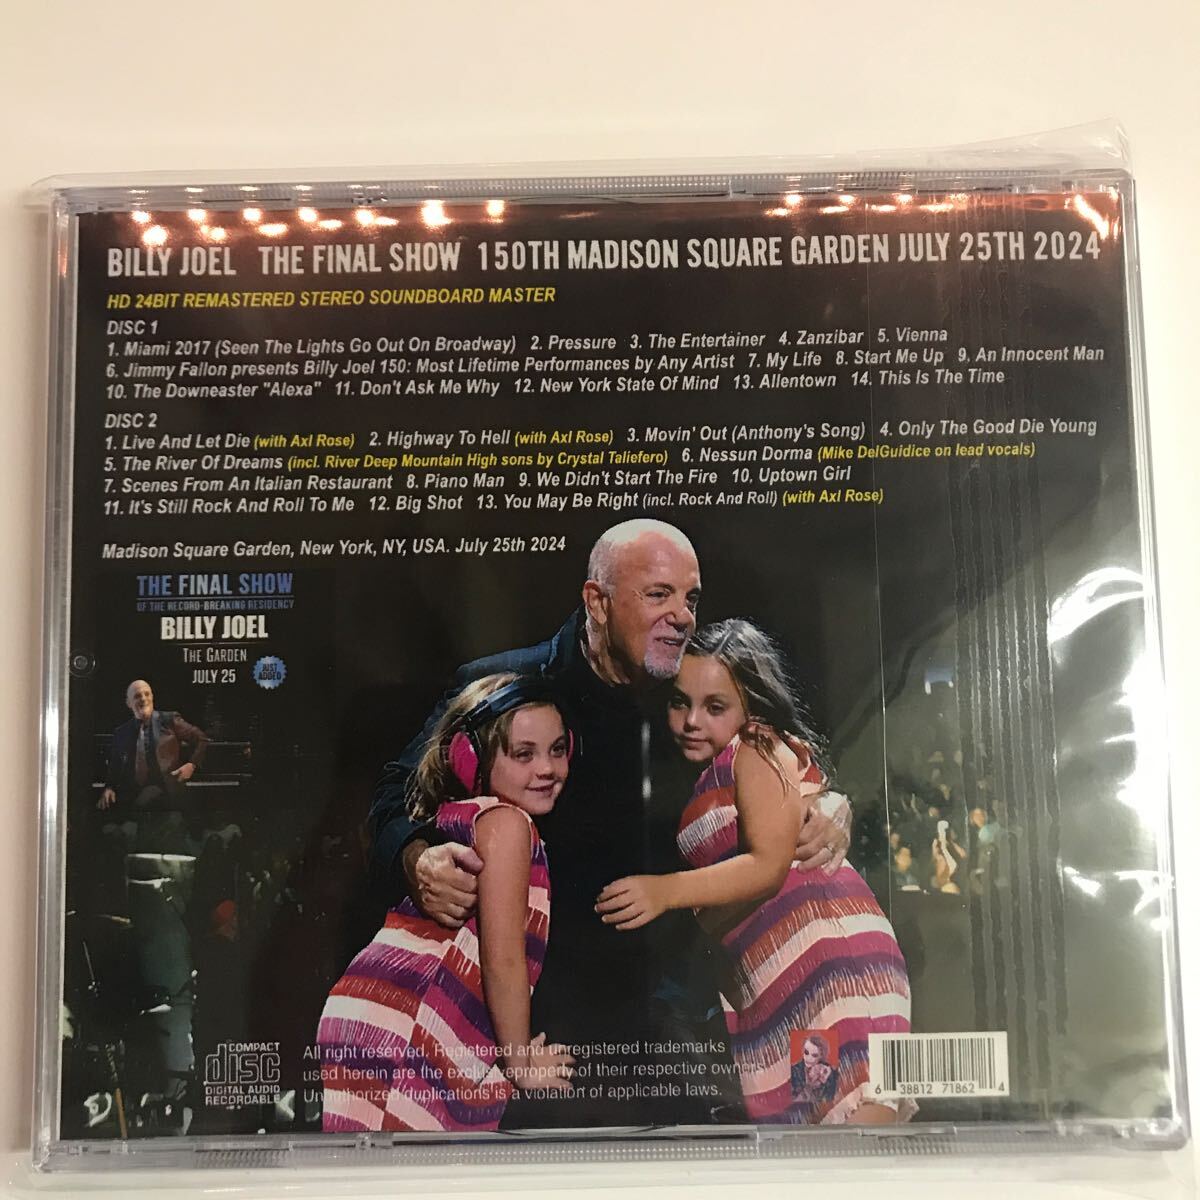 BILLY JOEL THE FINAL SHOW 150TH MADISON SQUARE GARDEN JULY 25TH 2024
HD 24BIT REMASTERED STEREO SOUNDBOARD MASTER
DISC 1
1. Miami 2017 (Seen The Lights Go Out On Broadway) 2. Pressure 3. The Entertainer 4. Zanzibar 5. Vienna
6. Jimmy Fallon presents Billy Joel 150: Most Lifetime Performances by Any Artist 7. My Life 8. Start Me Up 9. An Innocent Man
10. The Downeaster "Alexa" 11. Don't Ask Me Why 12. New York State Of Mind 13. Allentown 14. This Is The Time
DISC 2
1. Live And Let Die (with Axl Rose) 2. Highway To Hell (with Axl Rose) 3. Movin' Out (Anthony's Song) 4. Only The Good Die Young
5. The River Of Dreams (incl. River Deep Mountain High sons by Crystal Taliefero) 6. Nessun Dorma (Mike DelGuidice on lead vocals)
7. Scenes From An Italian Restaurant 8. Piano Man 9. We Didn't Start The Fire 10. Uptown Girl
11. It's Still Rock And Roll To Me 12. Big Shot 13. You May Be Right (incl. Rock And Roll) (with Axl Rose)
Madison Square Garden, New York, NY, USA. July 25th 2024
THE FINAL SHOW
OF THE RECORD-BREAKING RESIDENCY
BILLY JOEL
THE GARDEN
JULY 25
JUST
ADDED
COMPACT
disc
DIGITAL AUDIO
RECORDABLE
All right reserved. Registered and unregistered trademarks
used herein are the exclusiveproperty of their respective owners
Unauthorized duplications is a violation of applicable laws.
6 38812 71862 4